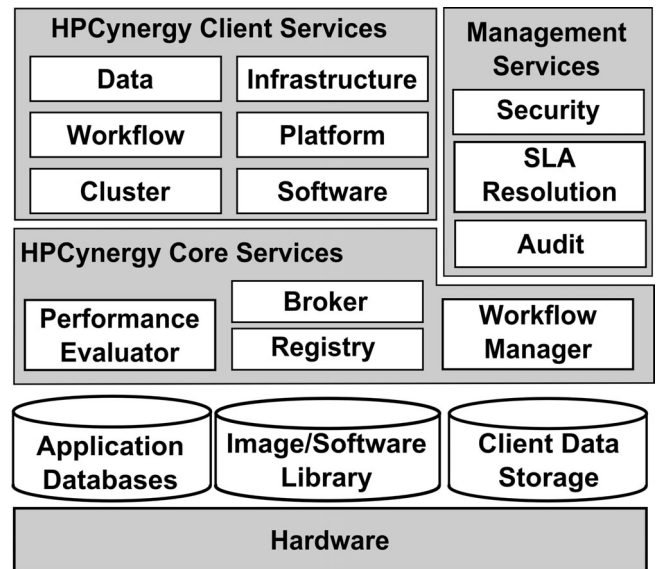 HPCynergy Client Services
Data
Infrastructure
Workflow
Platform
Cluster
Software
Management
Services
Security
SLA
Resolution
Audit
HPCynergy Core Services
Performance
Evaluator
Broker
Registry
Workflow
Manager
Application
Databases
Image/Software
Library
Client Data
Storage
Hardware